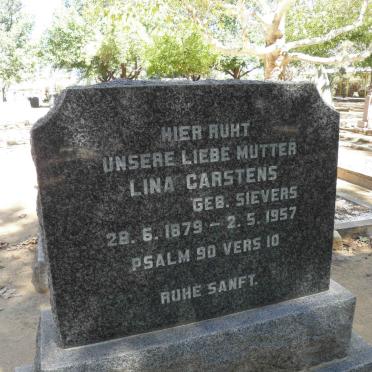 HIER RUHT
UNSERE LIEBE MUTTER
LINA CARSTENS
GEB. SIEVERS
28. 6. 1879 - 2. 5. 1957
PSALM 90 VERS 10
RUHE SANFT.